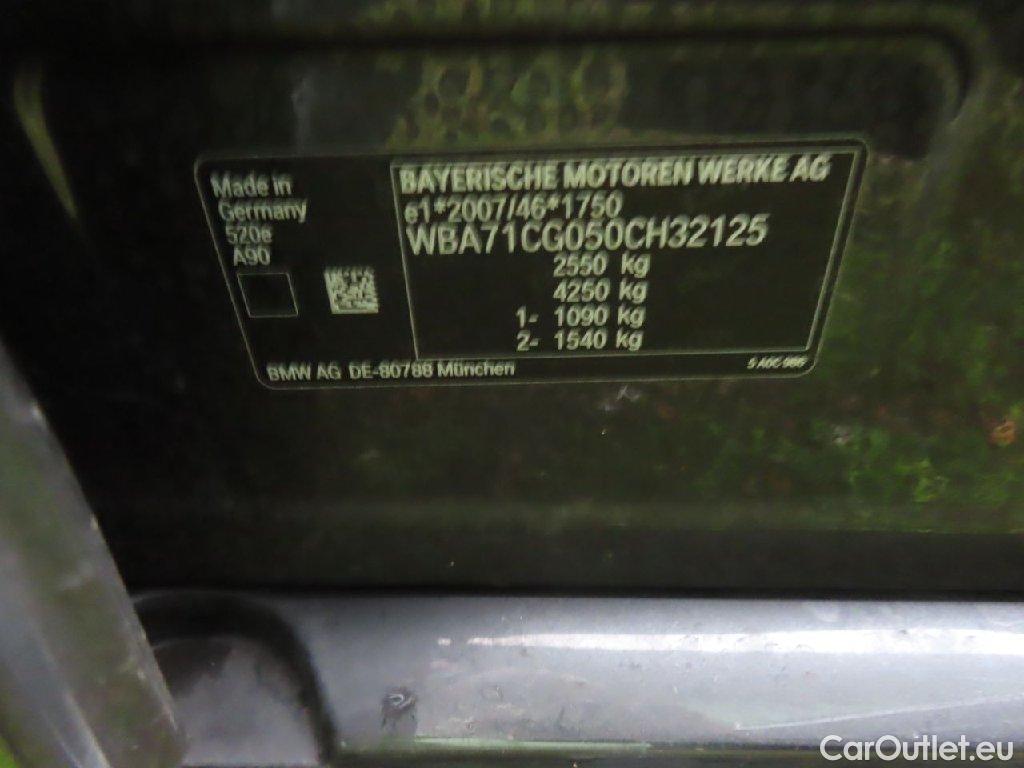 Made in
Germany
520e
A90
BAYERISCHE MOTOREN WERKE AG
e1*2007/46*1750
WBA71CG050CH32125
2550 kg
4250 kg
1- 1090 kg
2- 1540 kg
BMW AG DE-80788 München
CarOutlet.eu